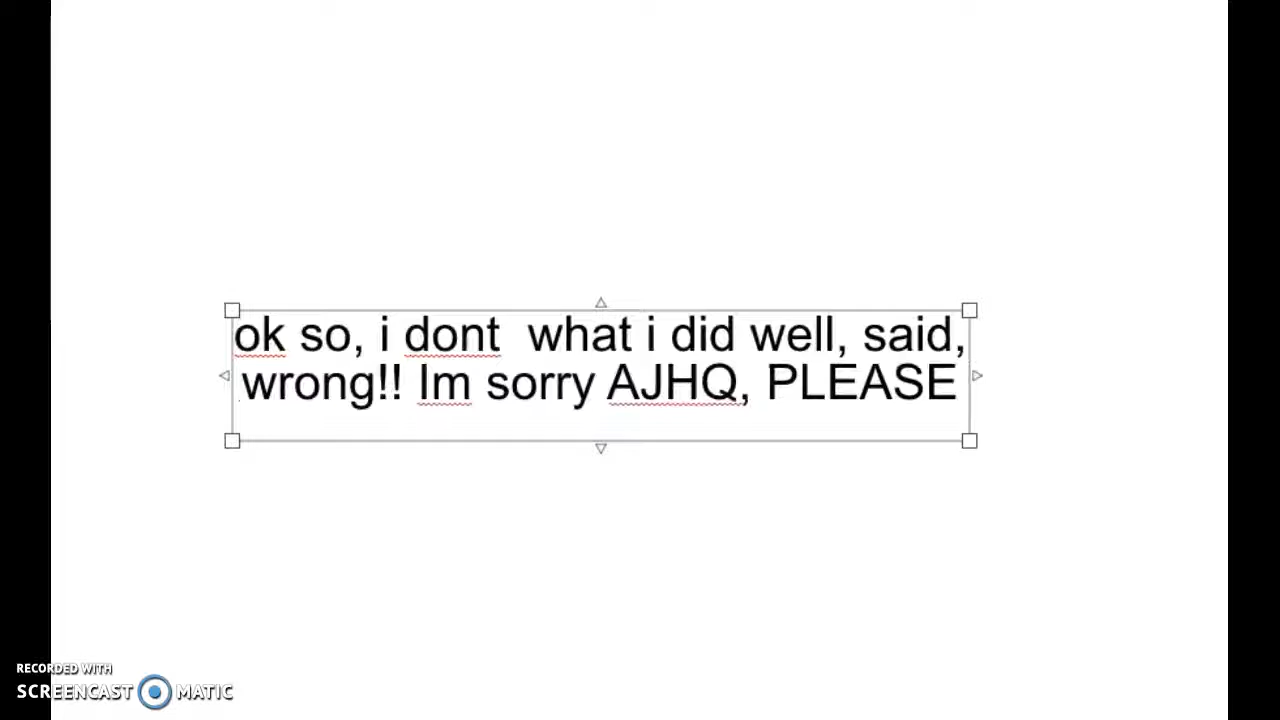 ok so, i dont  what i did well, said,
wrong!! Im sorry AJHQ, PLEASE
RECORDED WITH
SCREENCAST MATIC